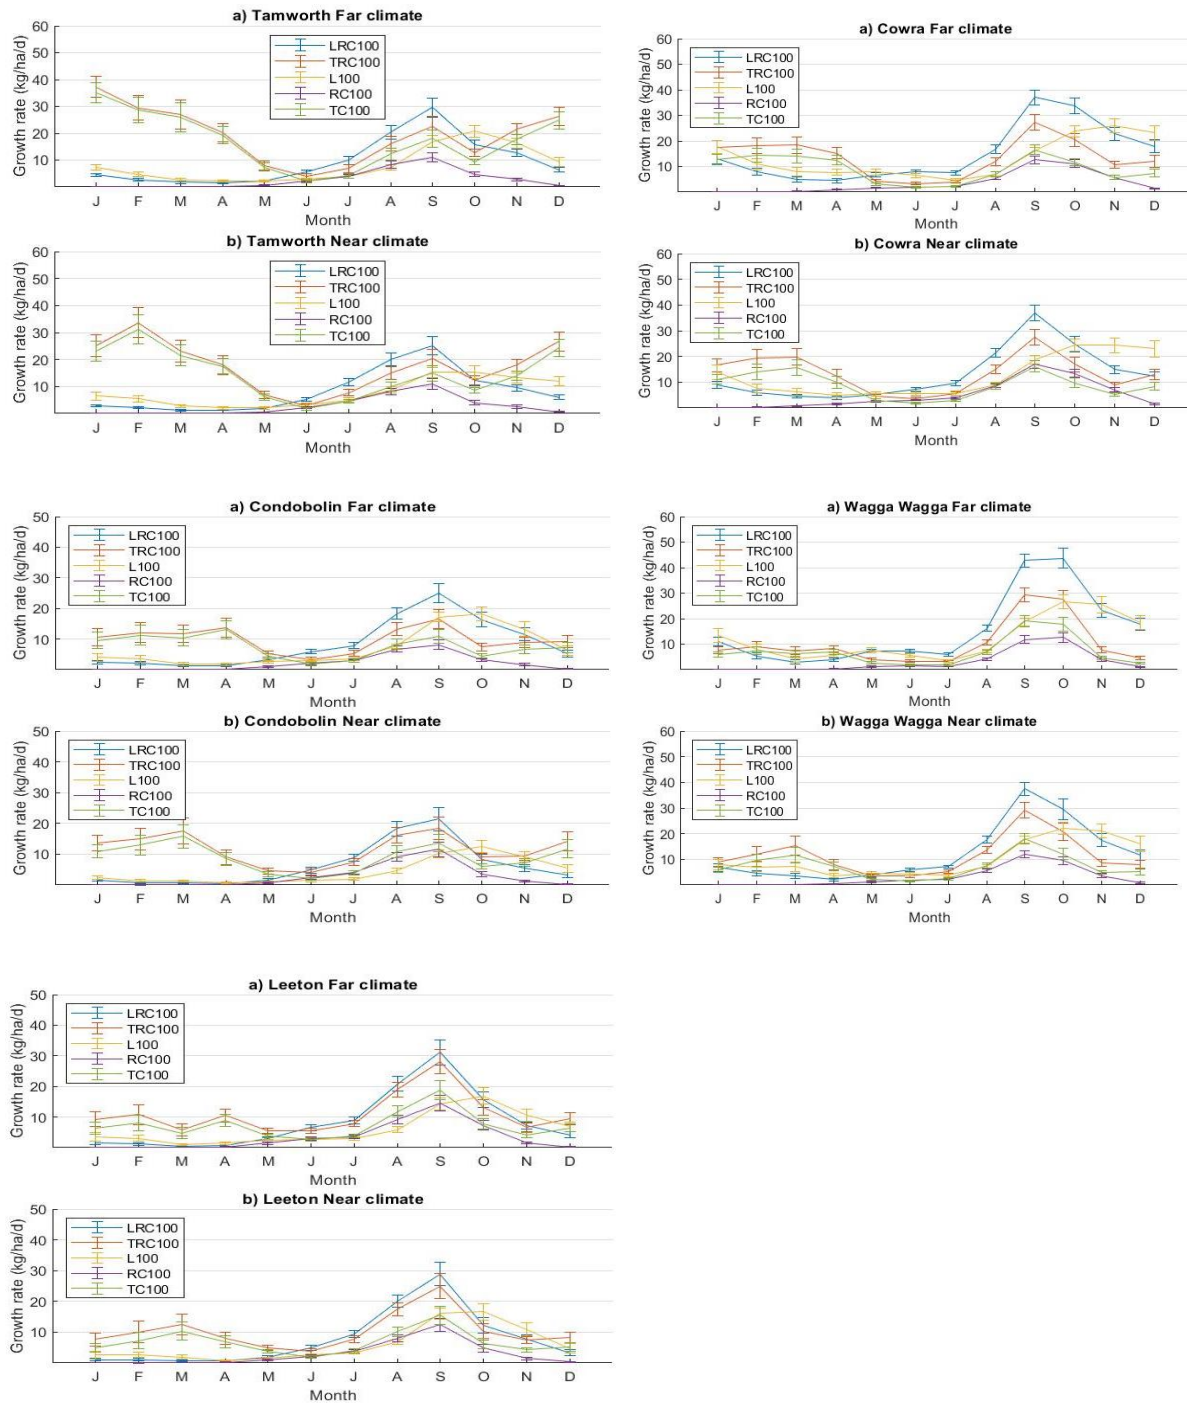 a) Tamworth Far climate
Growth rate (kg/ha/d)
60
50
40
30
20
10
LRC100
TRC100
L100
RC100
TC100
J F M A M J J A S O N D
Month
b) Tamworth Near climate
Growth rate (kg/ha/d)
60
50
40
30
20
10
LRC100
TRC100
L100
RC100
TC100
J F M A M J J A S O N D
Month
a) Cowra Far climate
Growth rate (kg/ha/d)
60
50
40
30
20
10
LRC100
TRC100
L100
RC100
TC100
J F M A M J J A S O N D
Month
b) Cowra Near climate
Growth rate (kg/ha/d)
60
50
40
30
20
10
LRC100
TRC100
L100
RC100
TC100
J F M A M J J A S O N D
Month
a) Condobolin Far climate
Growth rate (kg/ha/d)
50
40
30
20
10
LRC100
TRC100
L100
RC100
TC100
J F M A M J J A S O N D
Month
b) Condobolin Near climate
Growth rate (kg/ha/d)
50
40
30
20
10
LRC100
TRC100
L100
RC100
TC100
J F M A M J J A S O N D
Month
a) Wagga Wagga Far climate
Growth rate (kg/ha/d)
60
50
40
30
20
10
LRC100
TRC100
L100
RC100
TC100
J F M A M J J A S O N D
Month
b) Wagga Wagga Near climate
Growth rate (kg/ha/d)
60
50
40
30
20
10
LRC100
TRC100
L100
RC100
TC100
J F M A M J J A S O N D
Month
a) Leeton Far climate
Growth rate (kg/ha/d)
50
40
30
20
10
LRC100
TRC100
L100
RC100
TC100
J F M A M J J A S O N D
Month
b) Leeton Near climate
Growth rate (kg/ha/d)
50
40
30
20
10
LRC100
TRC100
L100
RC100
TC100
J F M A M J J A S O N D
Month